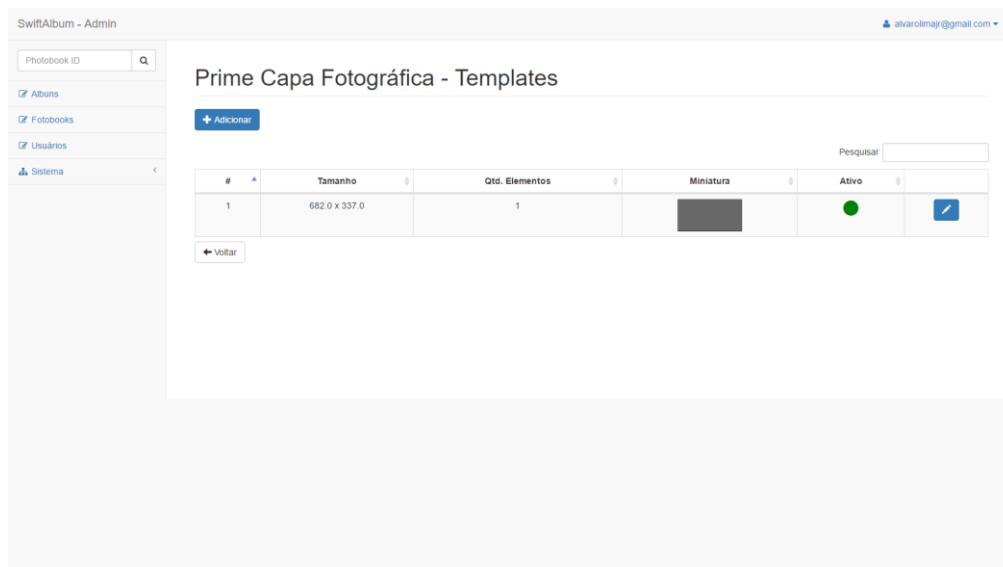 SwiftAlbum - Admin
alvarolimajr@gmail.com
Photobook ID
Albuns
Fotobooks
Usuários
Sistema
Prime Capa Fotográfica - Templates
Adicionar
Pesquisar
# Tamanho Qtd. Elementos Miniatura Ativo
1 682.0 x 337.0 1
Voltar